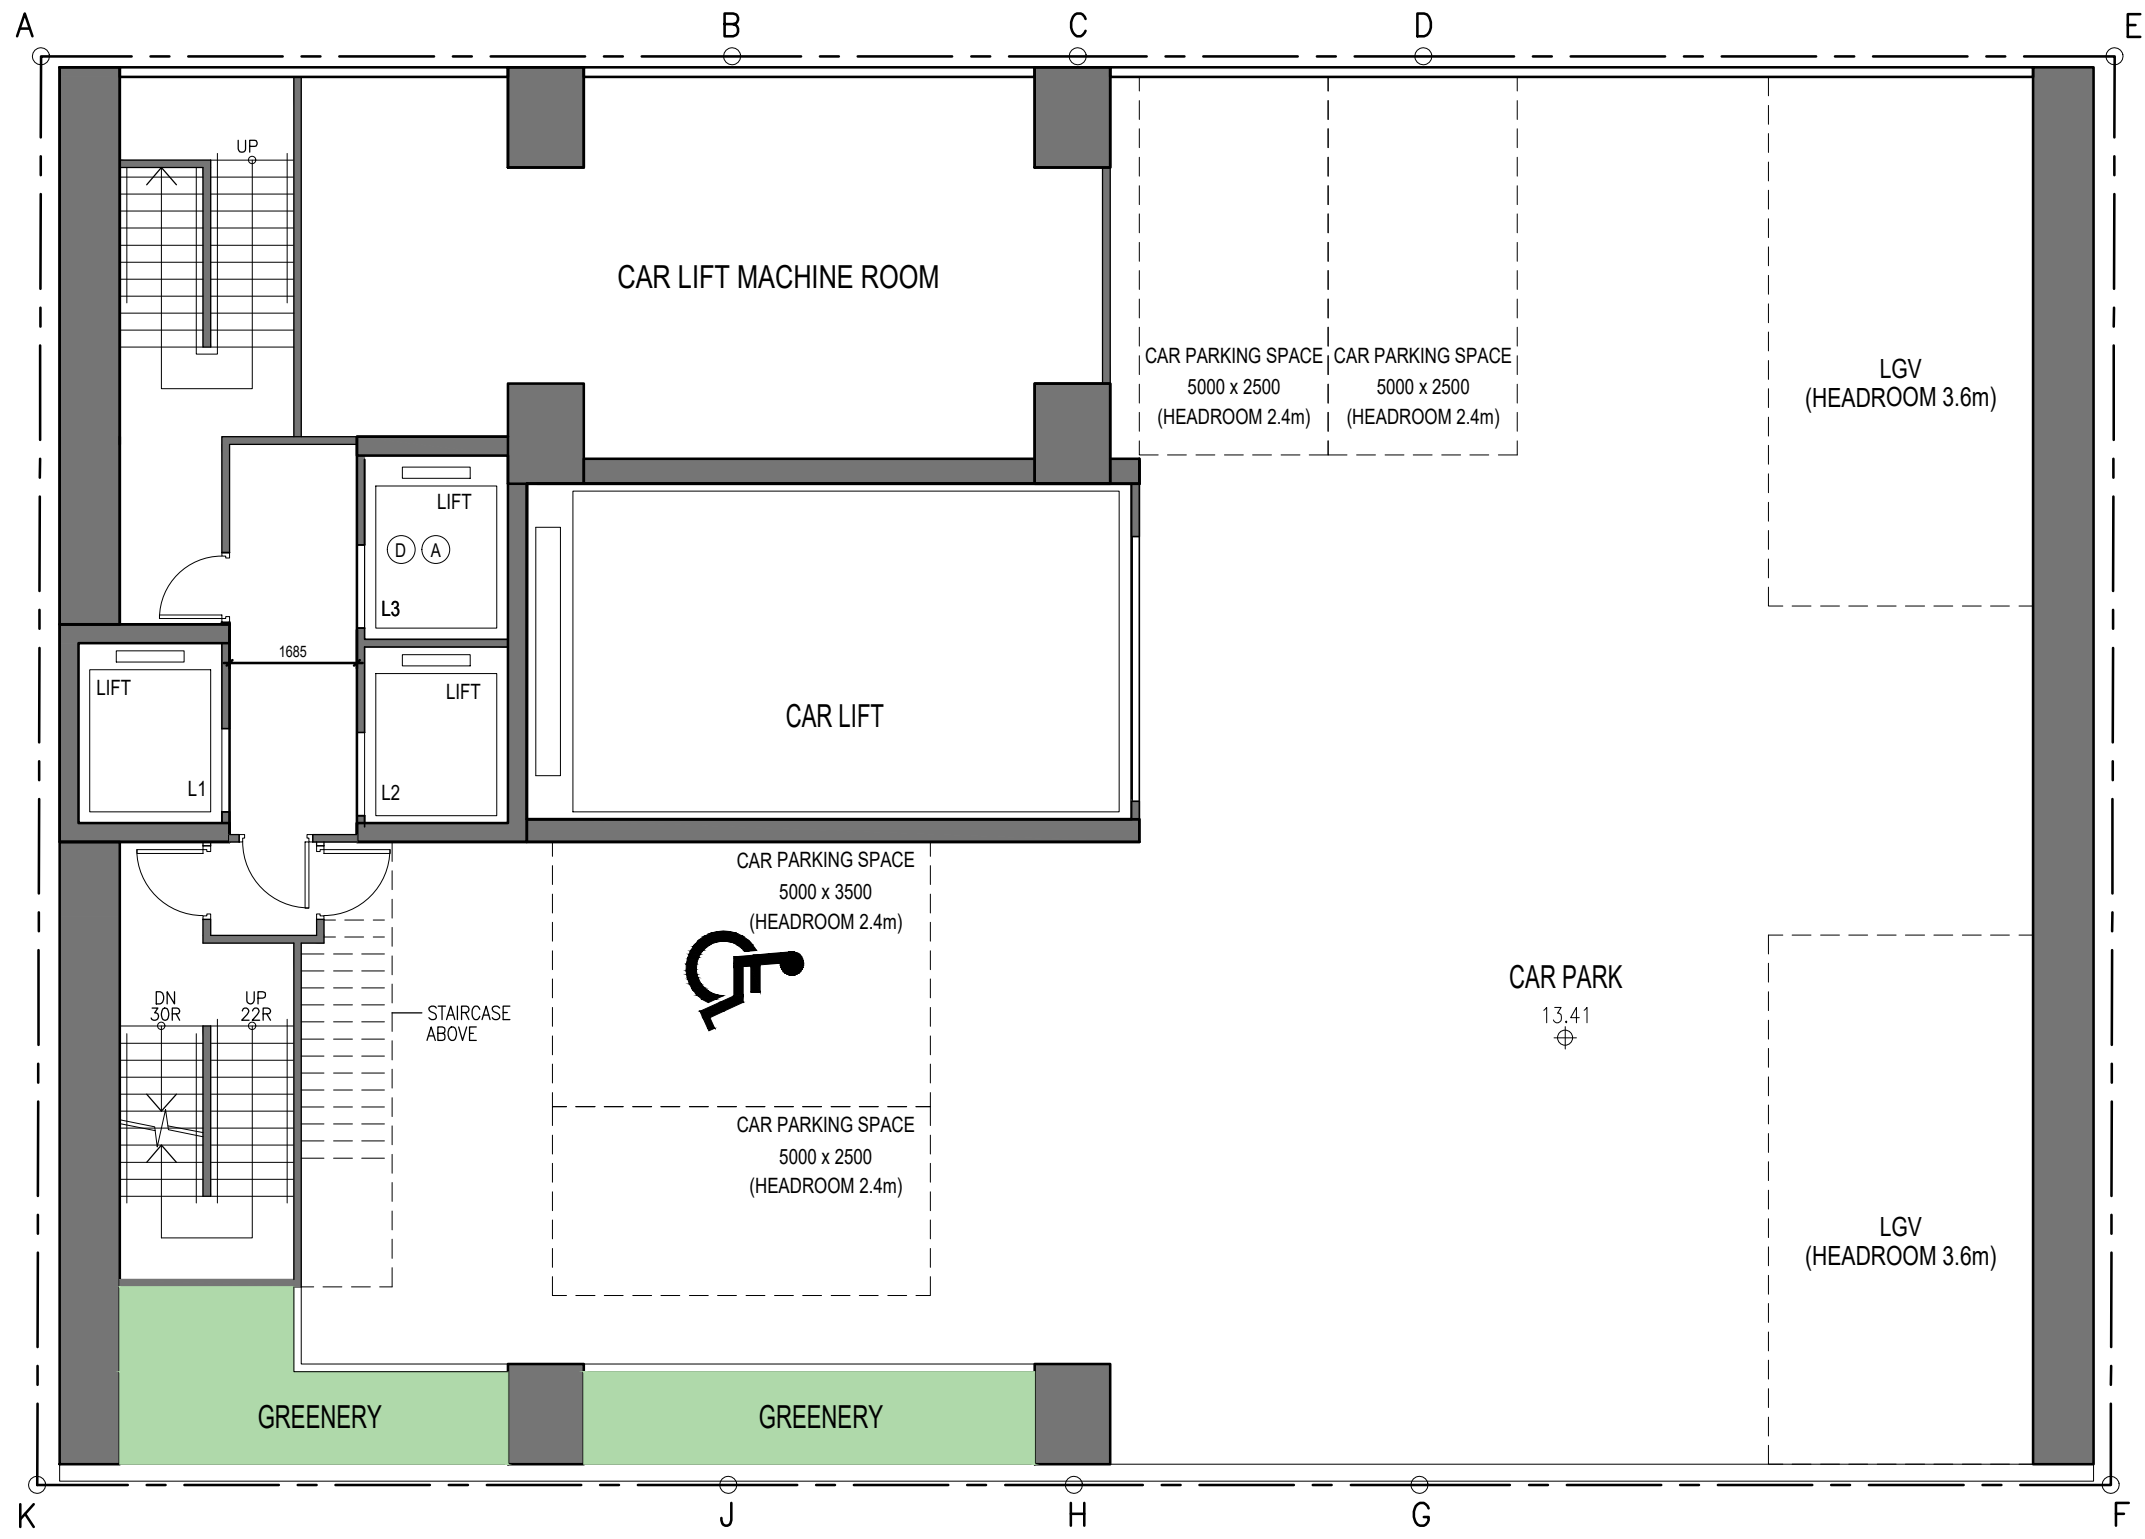 A
B
C
D
E
UP
CAR LIFT MACHINE ROOM
CAR PARKING SPACE
5000 x 2500
(HEADROOM 2.4m)
CAR PARKING SPACE
5000 x 2500
(HEADROOM 2.4m)
LGV
(HEADROOM 3.6m)
LIFT
D
A
L3
1685
LIFT
L1
LIFT
L2
CAR LIFT
CAR PARKING SPACE
5000 x 3500
(HEADROOM 2.4m)
DN
30R
UP
22R
STAIRCASE
ABOVE
CAR PARK
13.41
CAR PARKING SPACE
5000 x 2500
(HEADROOM 2.4m)
LGV
(HEADROOM 3.6m)
GREENERY
GREENERY
K
J
H
G
F